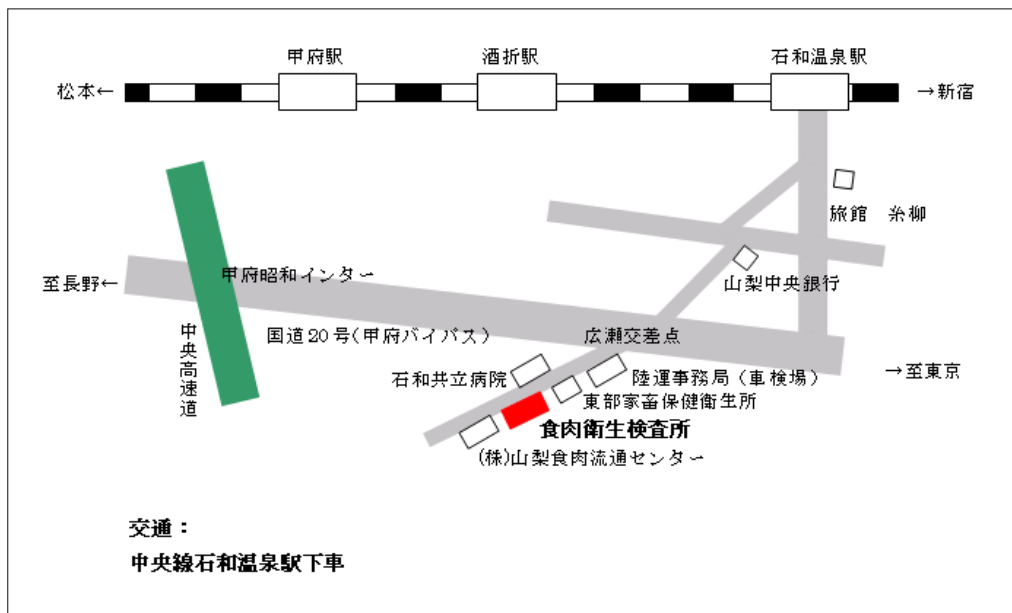 甲府駅
酒折駅
石和温泉駅
松本←
→新宿
旅館 糸柳
甲府昭和インター
至長野←
山梨中央銀行
中央高速道
国道20号(甲府バイパス)
広瀬交差点
→至東京
石和共立病院
陸運事務局(車検場)
東部家畜保健衛生所
食肉衛生検査所
(株)山梨食肉流通センター
交通:
中央線石和温泉駅下車